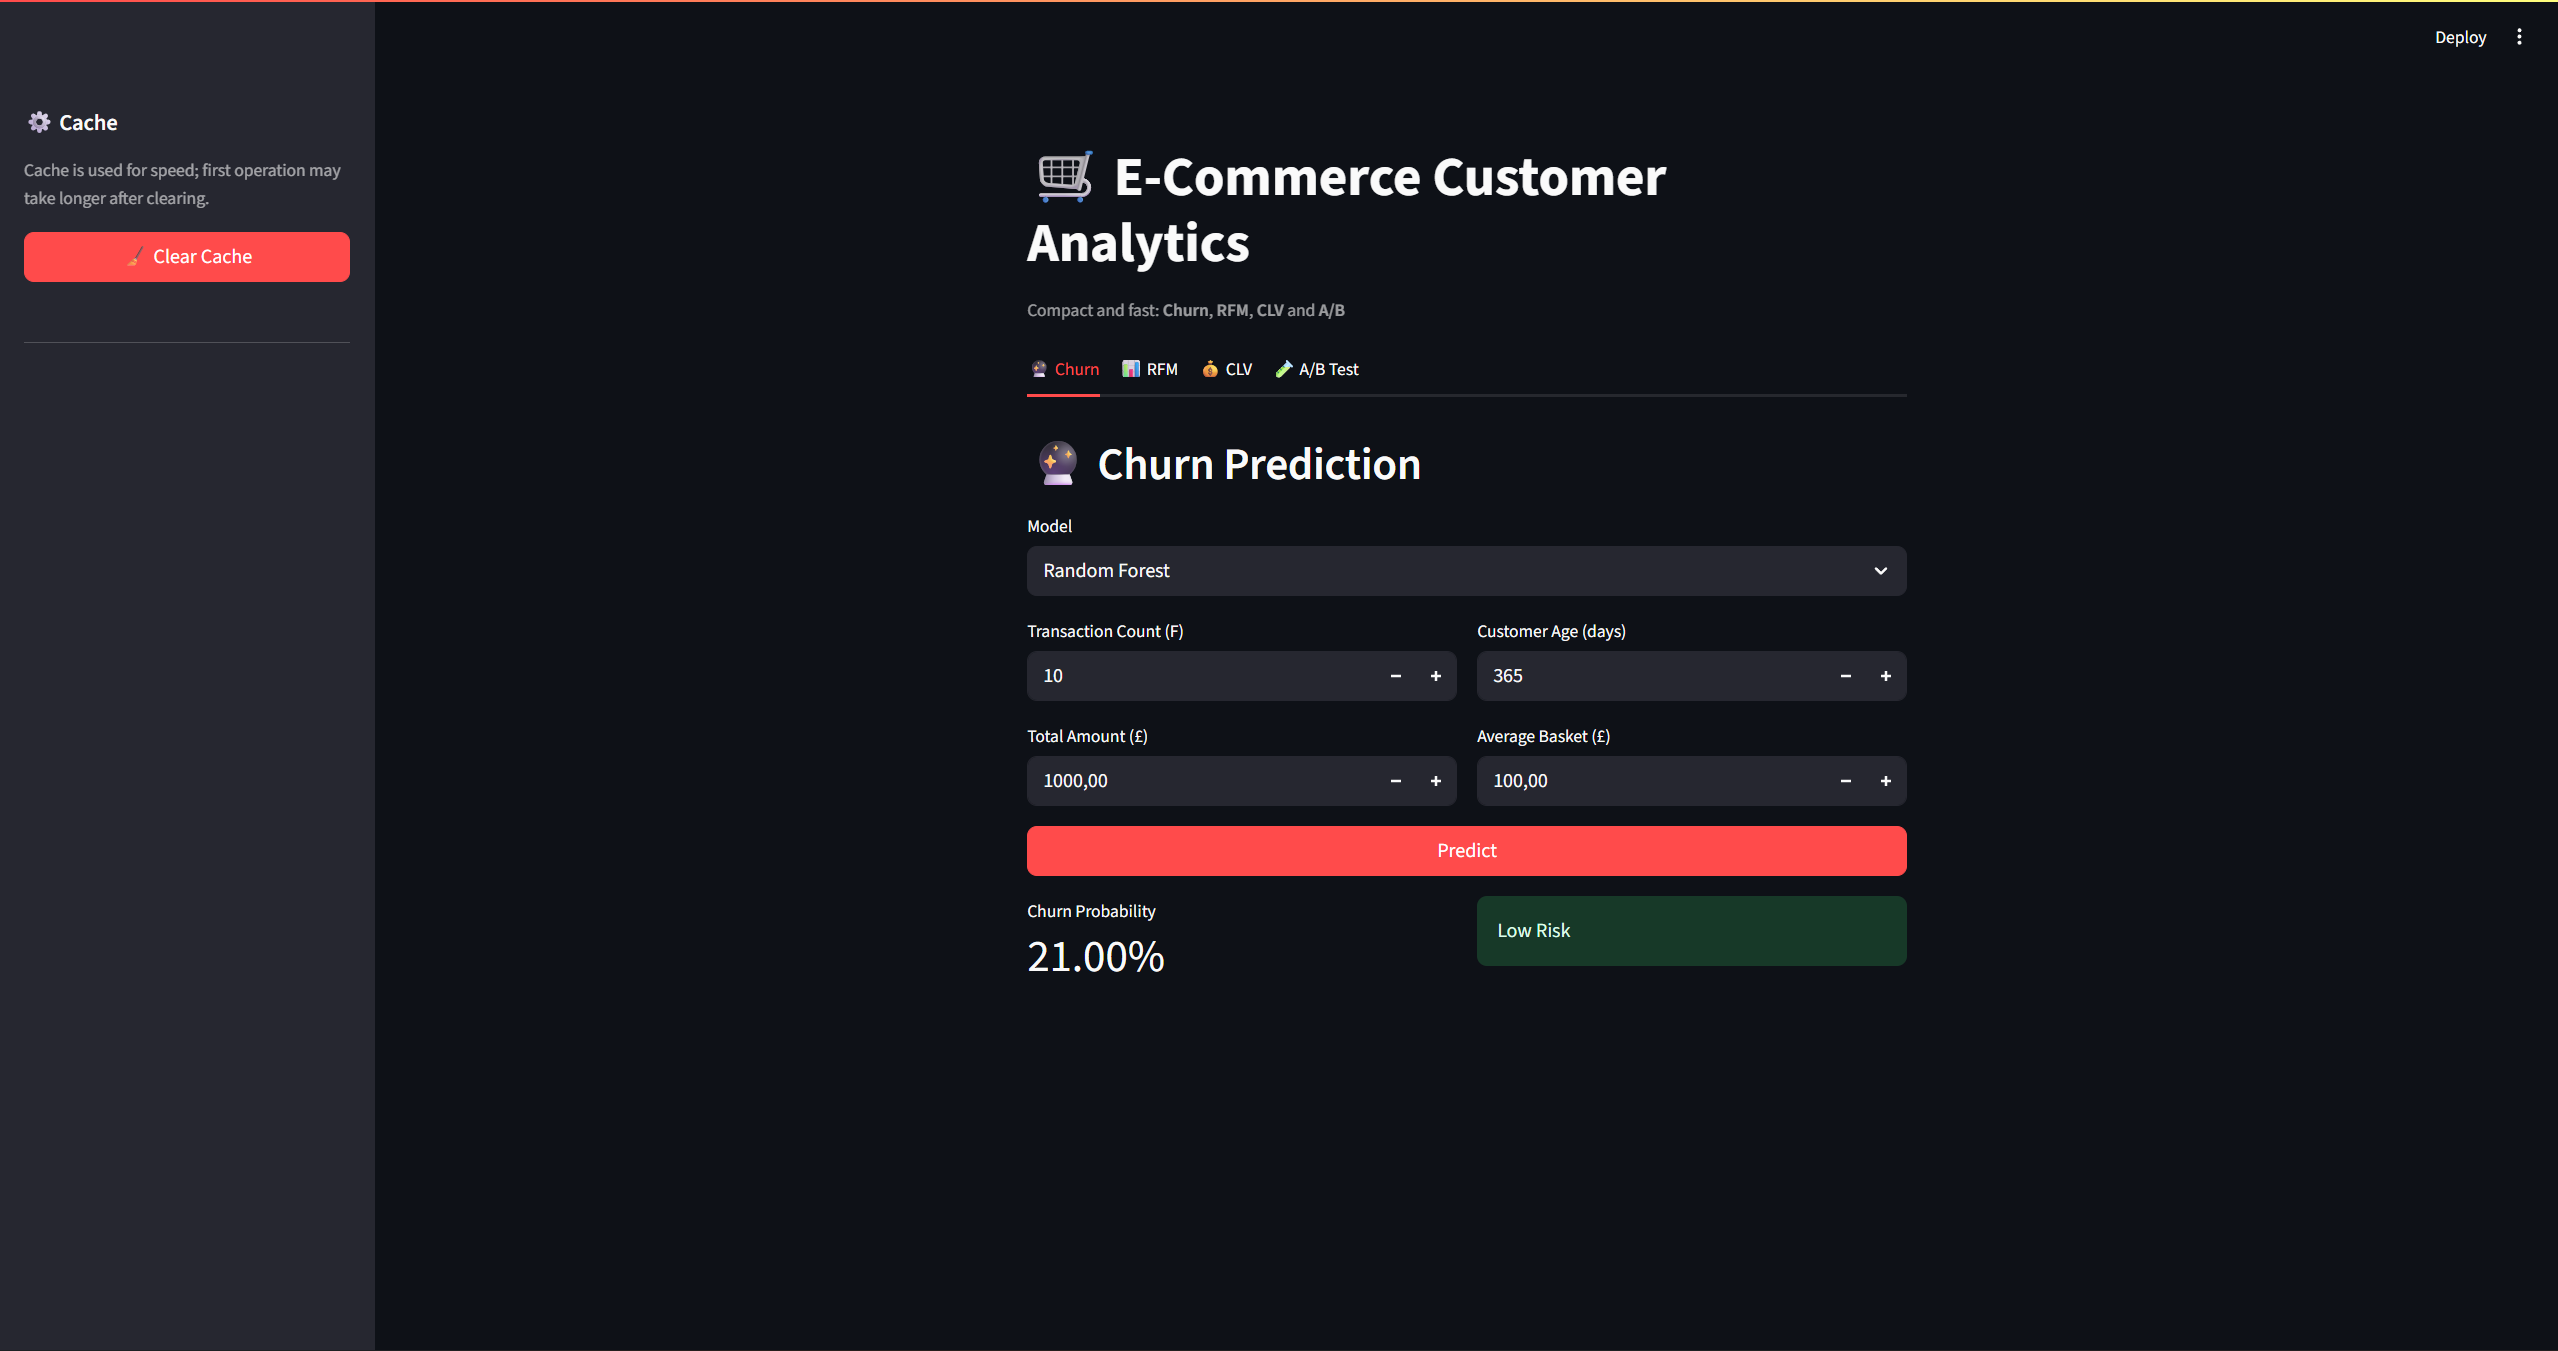 Deploy
Cache
Cache is used for speed; first operation may
take longer after clearing.
Clear Cache
E-Commerce Customer
Analytics
Compact and fast: Churn, RFM, CLV and A/B
Churn RFM CLV A/B Test
Churn Prediction
Model
Random Forest
Transaction Count (F) Customer Age (days)
10 365
Total Amount (£) Average Basket (£)
1000,00 100,00
Predict
Churn Probability
21.00%
Low Risk